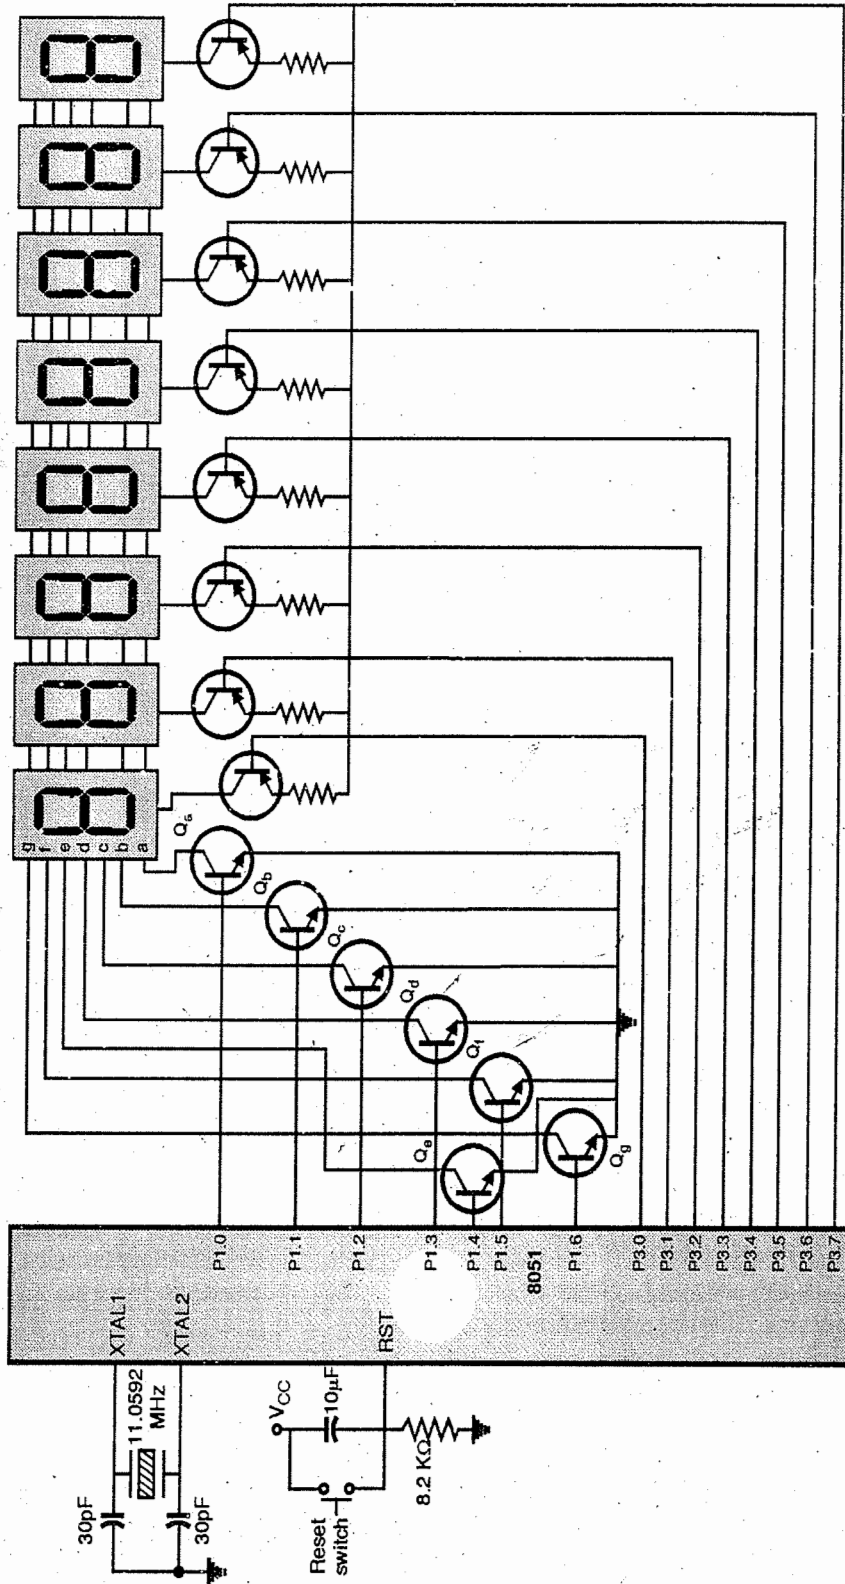 30pF
30pF
11.0592
MHz
XTAL1
XTAL2
Reset
switch
VCC
10μF
8.2 KΩ
RST
8051
P1.0
P1.1
P1.2
P1.3
P1.4
P1.5
P1.6
P3.0
P3.1
P3.2
P3.3
P3.4
P3.5
P3.6
P3.7
Qa
Qb
Qc
Qd
Qf
Qe
Qg
g
f
e
d
c
b
a